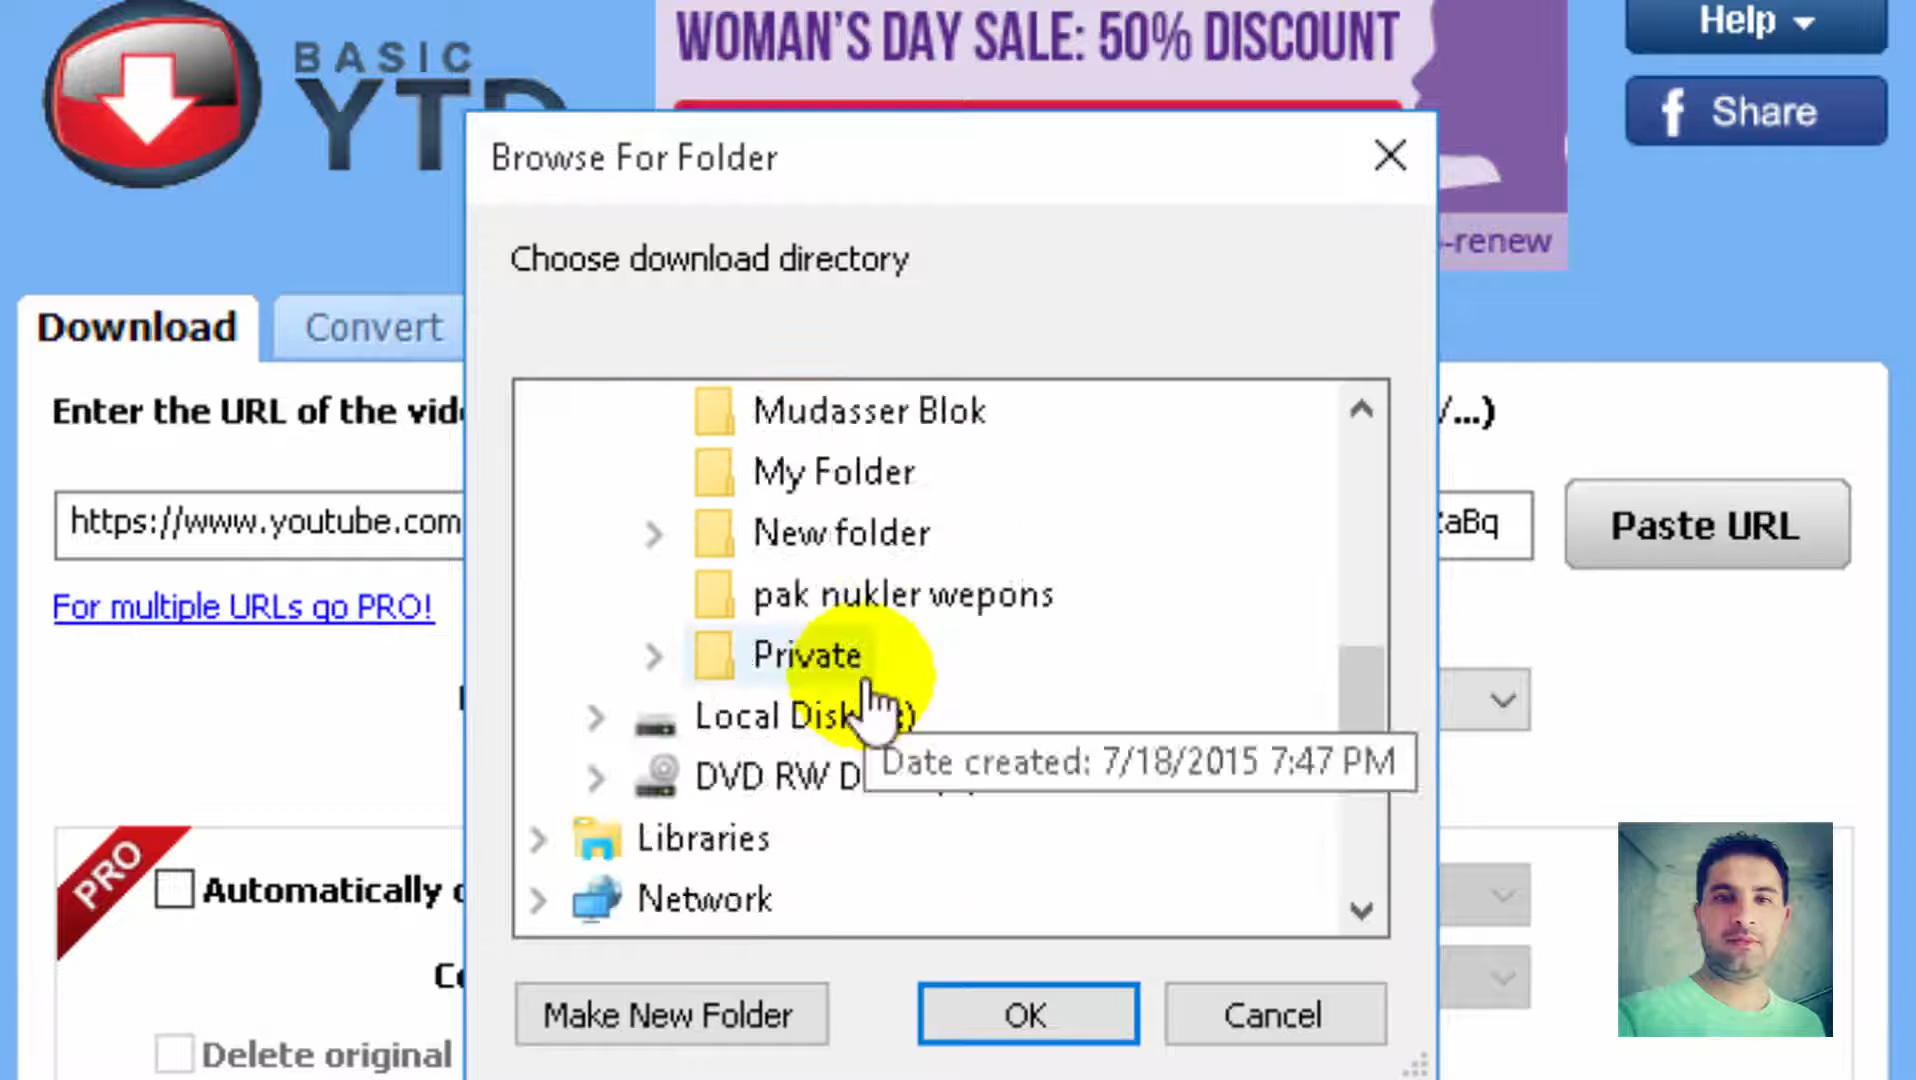 BASIC
WOMAN'S DAY SALE: 50% DISCOUNT
Help
YTD
f Share
Browse For Folder
-renew
Choose download directory
Download
Convert
Enter the URL of the
/...)
Mudasser Blok
My Folder
https://www.youtube.com
New folder
Paste URL
For multiple URLs go PRO!
pak nukler wepons
Private
Local Disk
Date created: 7/18/2015 7:47 PM
DVD RW
Libraries
PRO
Automatically
Network
Make New Folder
OK
Cancel
Delete original